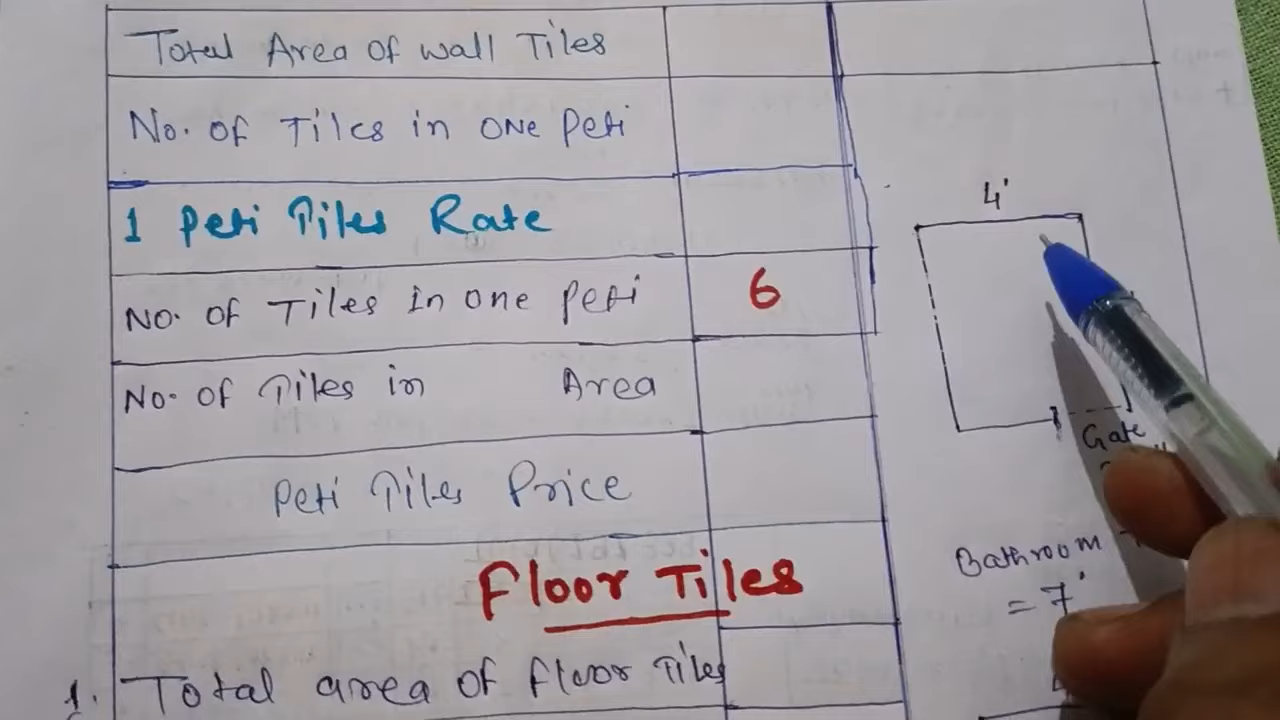 Total Area of wall Tiles
No. of Tiles in ONE Peti
1 Peti Tiles Rate
No. of Tiles in one Peti 6
No. of Tiles in Area
Peti Tiles Price
Floor Tiles
1. Total area of floor Tiles
4'
Gate
Bathroom
= 7'